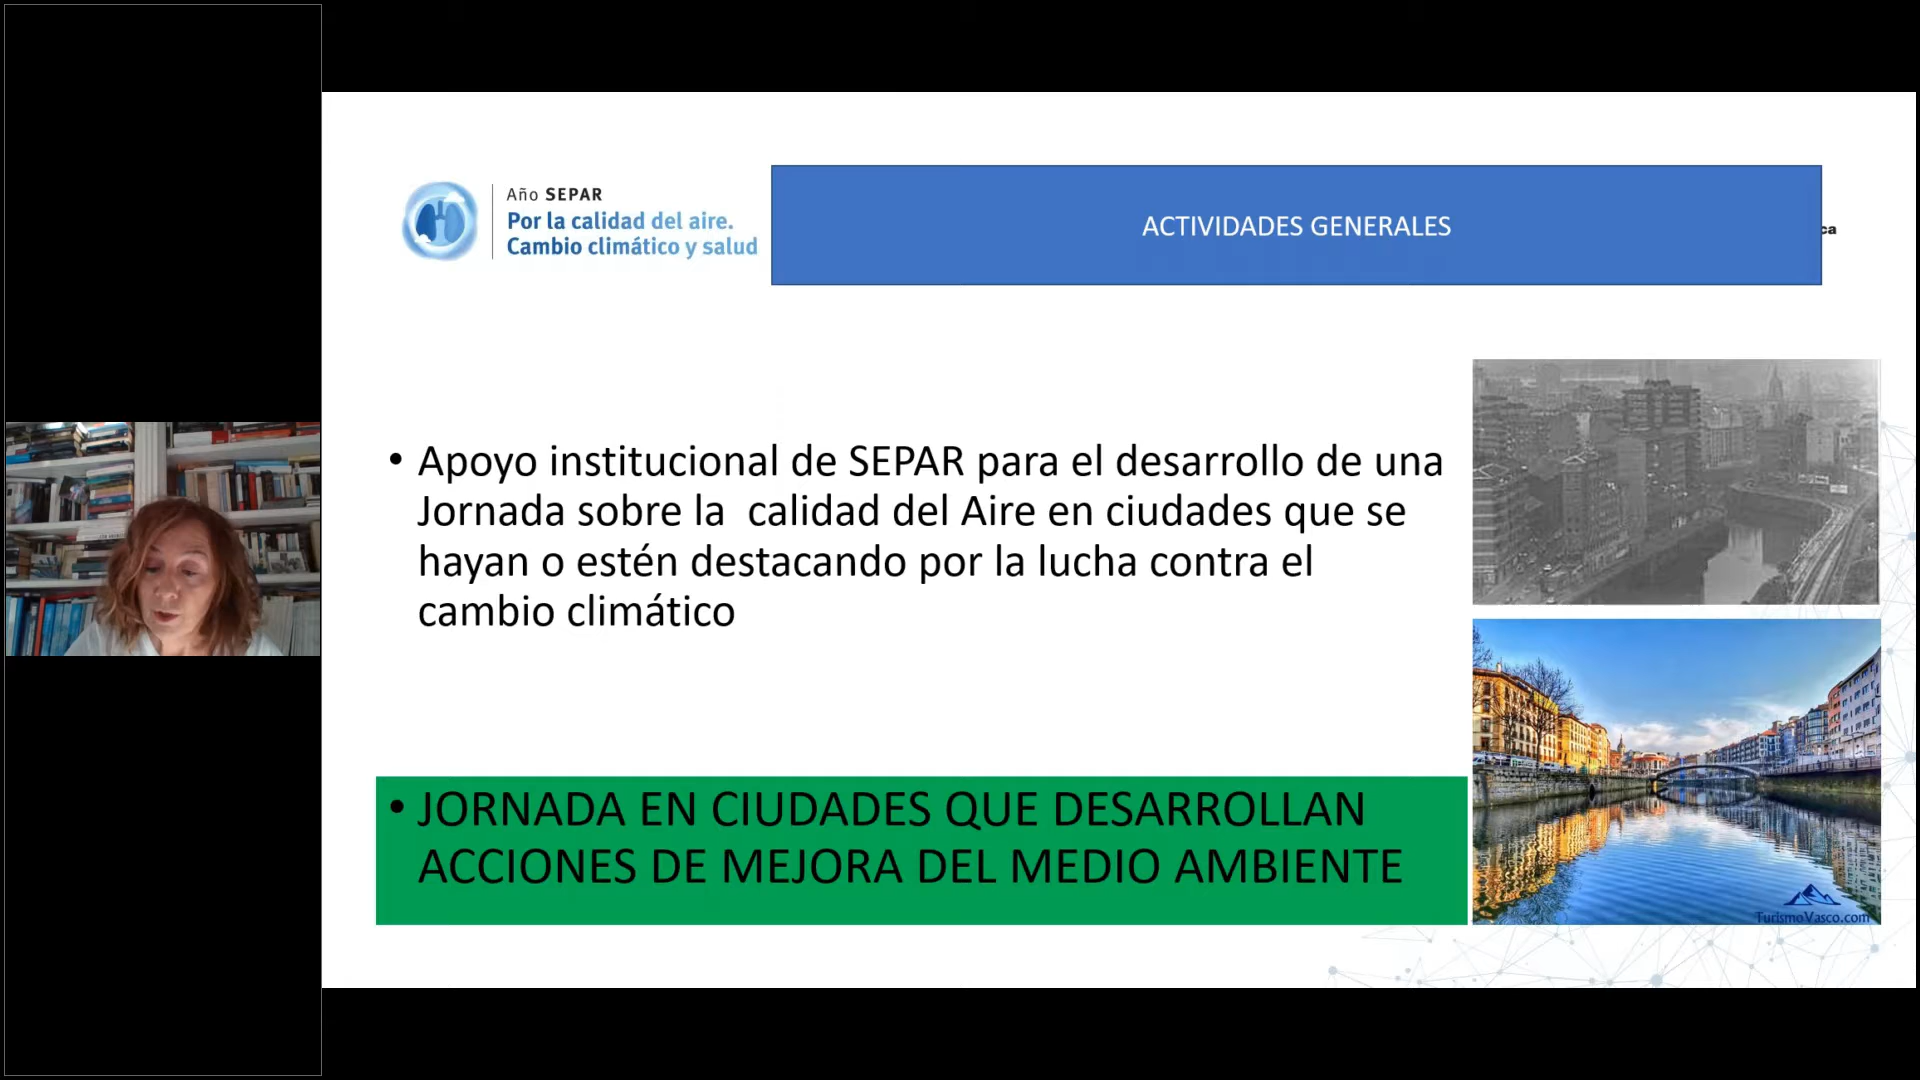 Año SEPAR
Por la calidad del aire.
Cambio climático y salud
ACTIVIDADES GENERALES
ca
• Apoyo institucional de SEPAR para el desarrollo de una
Jornada sobre la calidad del Aire en ciudades que se
hayan o estén destacando por la lucha contra el
cambio climático
• JORNADA EN CIUDADES QUE DESARROLLAN
ACCIONES DE MEJORA DEL MEDIO AMBIENTE
TurismoVasco.com